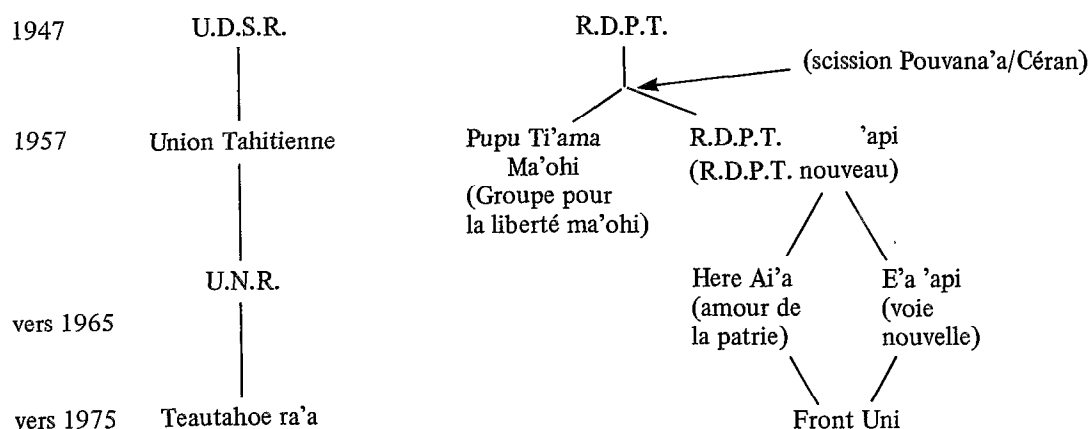 1947 U.D.S.R. R.D.P.T.
(scission Pouvana'a/Céran)
1957 Union Tahitienne Pupu Ti'ama R.D.P.T. 'api
Ma'ohi (R.D.P.T. nouveau)
(Groupe pour
la liberté ma'ohi)
U.N.R. Here Ai'a E'a 'api
(amour de (voie
vers 1965 la patrie) nouvelle)
vers 1975 Teautahoe ra'a Front Uni